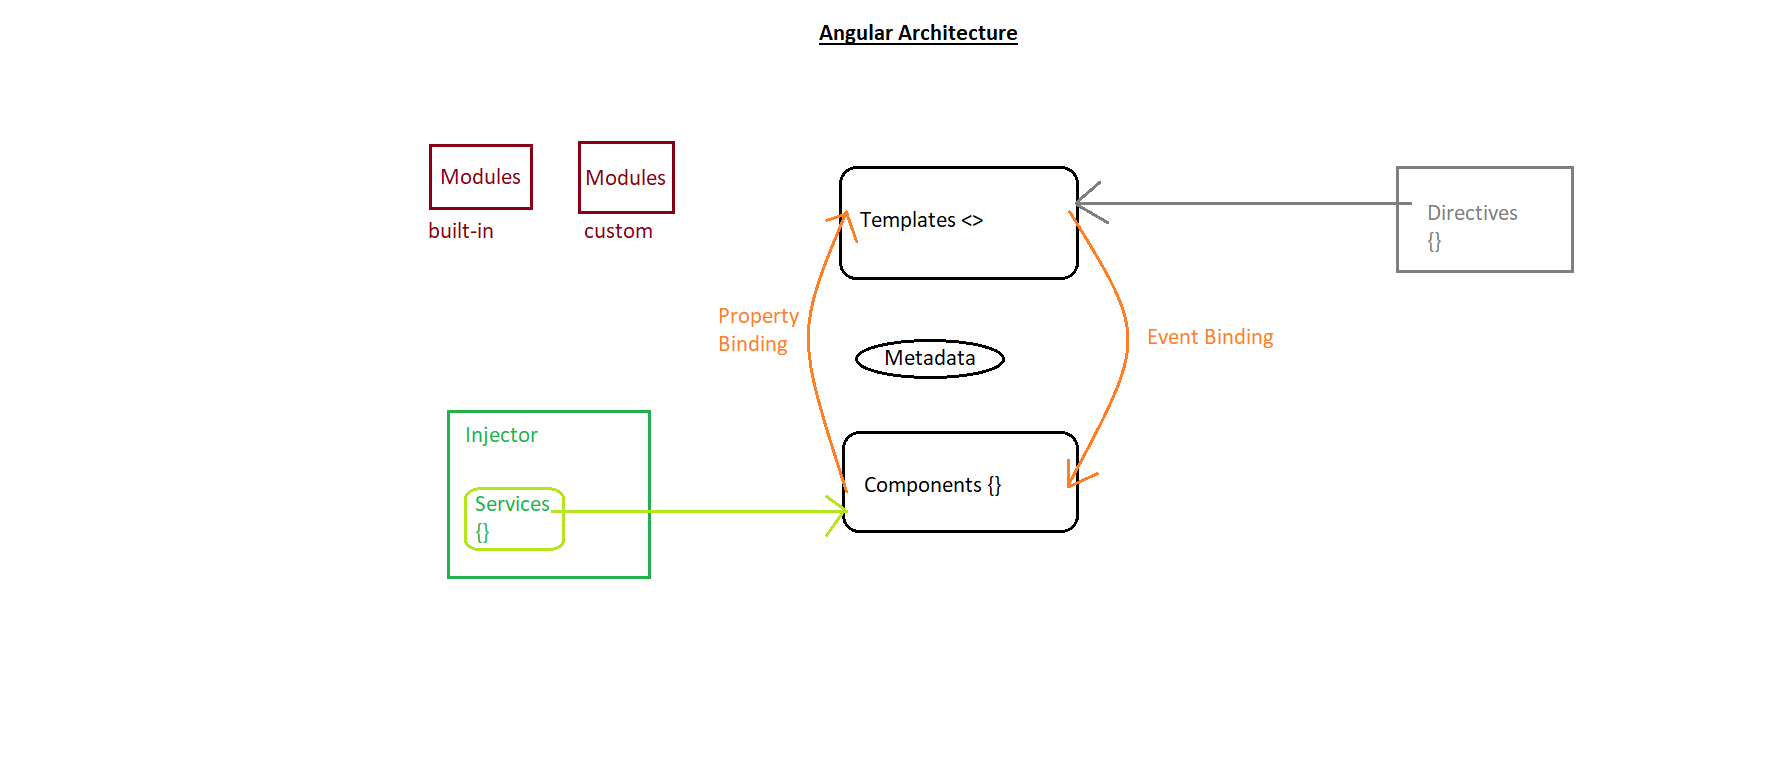 Angular Architecture
Modules
built-in
Modules
custom
Templates <>
Directives
{}
Property
Binding
Event Binding
Metadata
Injector
Services
{}
Components {}